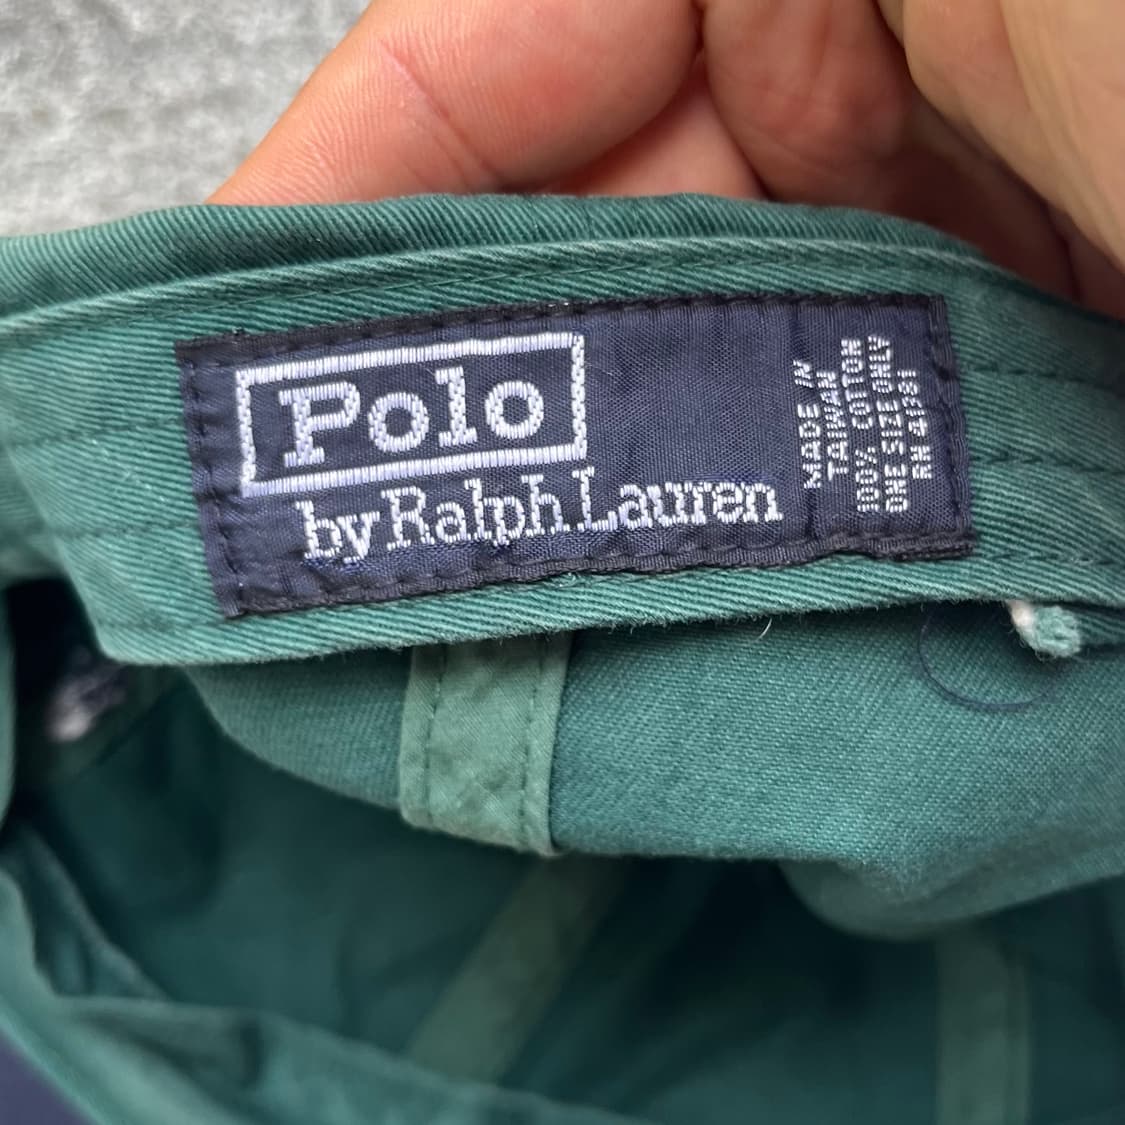 Polo
by Ralph Lauren
MADE IN
TAIWAN
100% COTTON
ONE SIZE ONLY
RN 41381